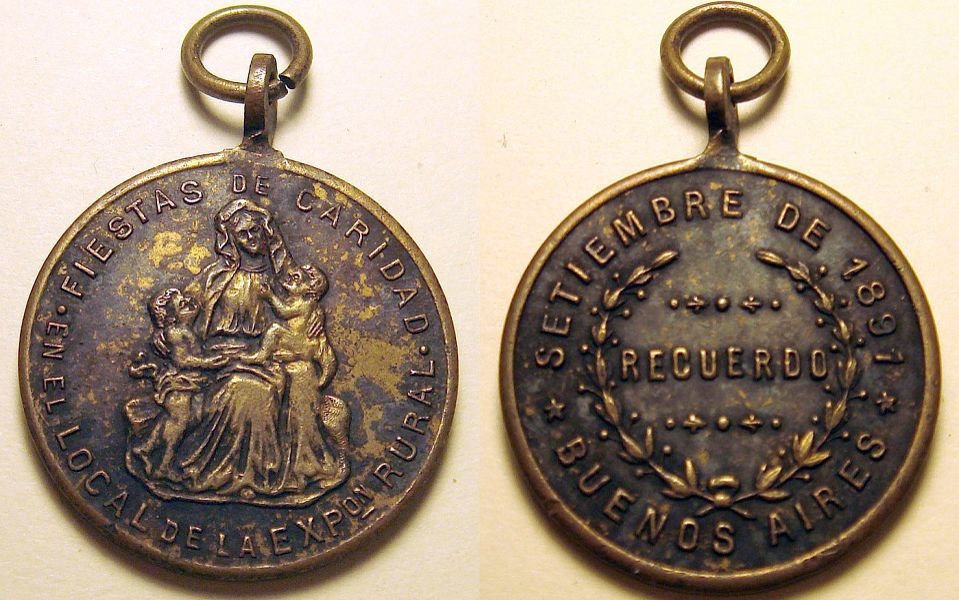 FIESTAS DE CARIDAD
EN EL LOCAL DE LA EXPON RURAL
SETIEMBRE DE 1891
RECUERDO
BUENOS AIRES